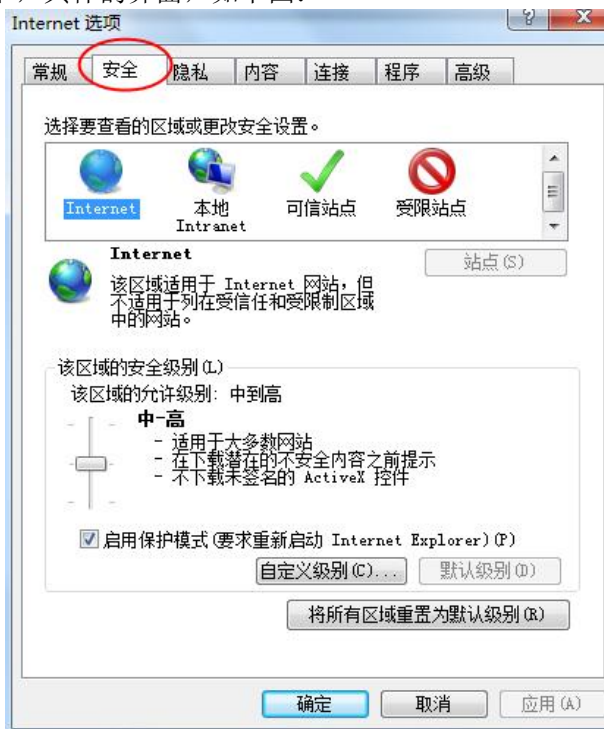 Internet 选项
常规 安全 隐私 内容 连接 程序 高级
选择要查看的区域或更改安全设置。
Internet 本地 Intranet 可信站点 受限站点
Internet
站点(S)
该区域适用于 Internet 网站，但
不适用于列在受信任和受限制区域
中的网站。
该区域的安全级别(L)
该区域的允许级别: 中到高
中-高
- 适用于大多数网站
- 在下载潜在的不安全内容之前提示
- 不下载未签名的 ActiveX 控件
启用保护模式(要求重新启动 Internet Explorer)(P)
自定义级别(C)... 默认级别(D)
将所有区域重置为默认级别(R)
确定 取消 应用(A)